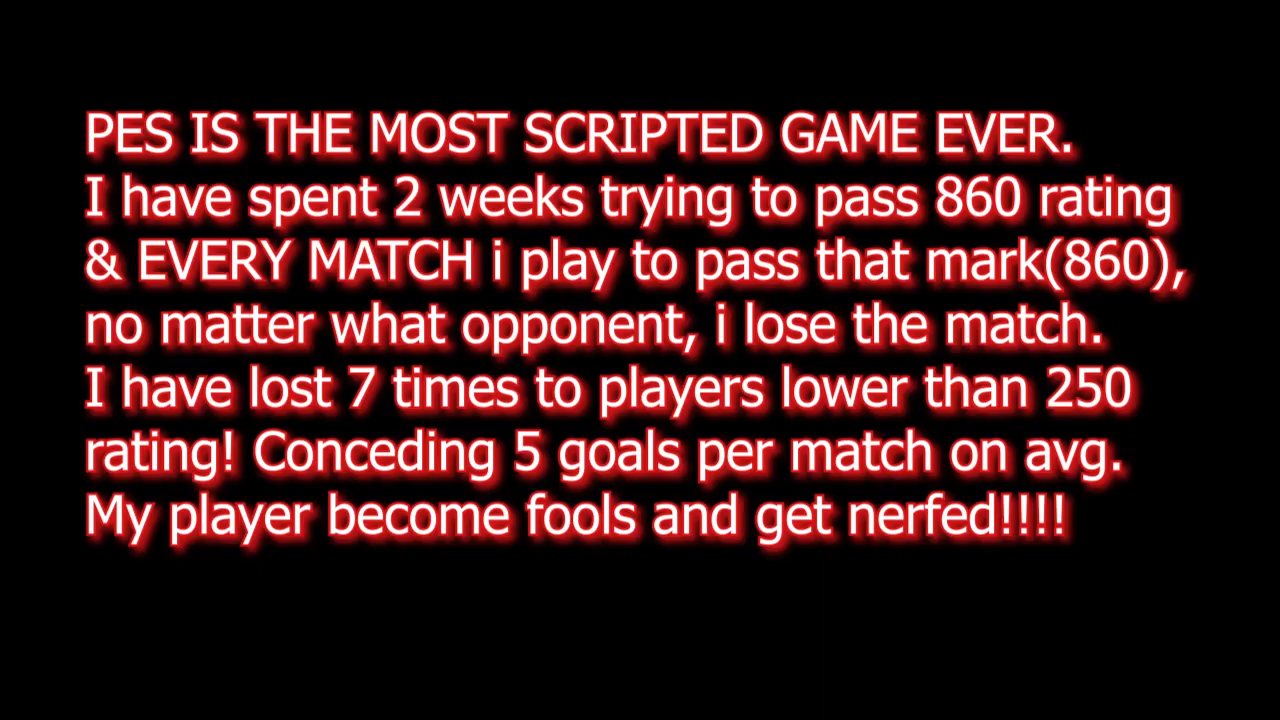 PES IS THE MOST SCRIPTED GAME EVER.
I have spent 2 weeks trying to pass 860 rating
& EVERY MATCH i play to pass that mark(860),
no matter what opponent, i lose the match.
I have lost 7 times to players lower than 250
rating! Conceding 5 goals per match on avg.
My player become fools and get nerfed!!!!